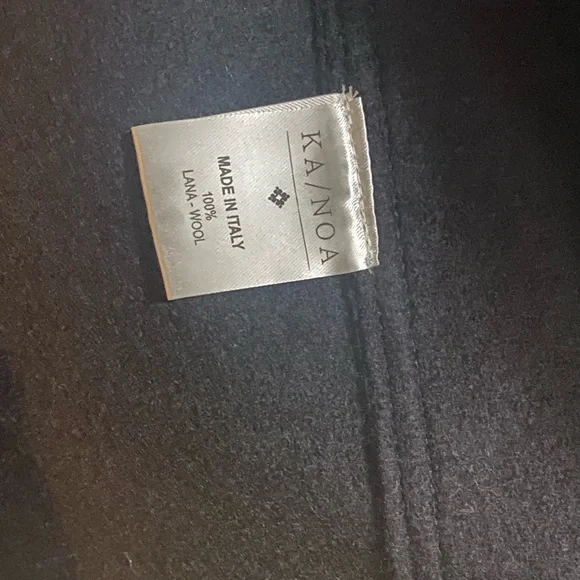 KA/NOA
MADE IN ITALY
100%
LANA - WOOL